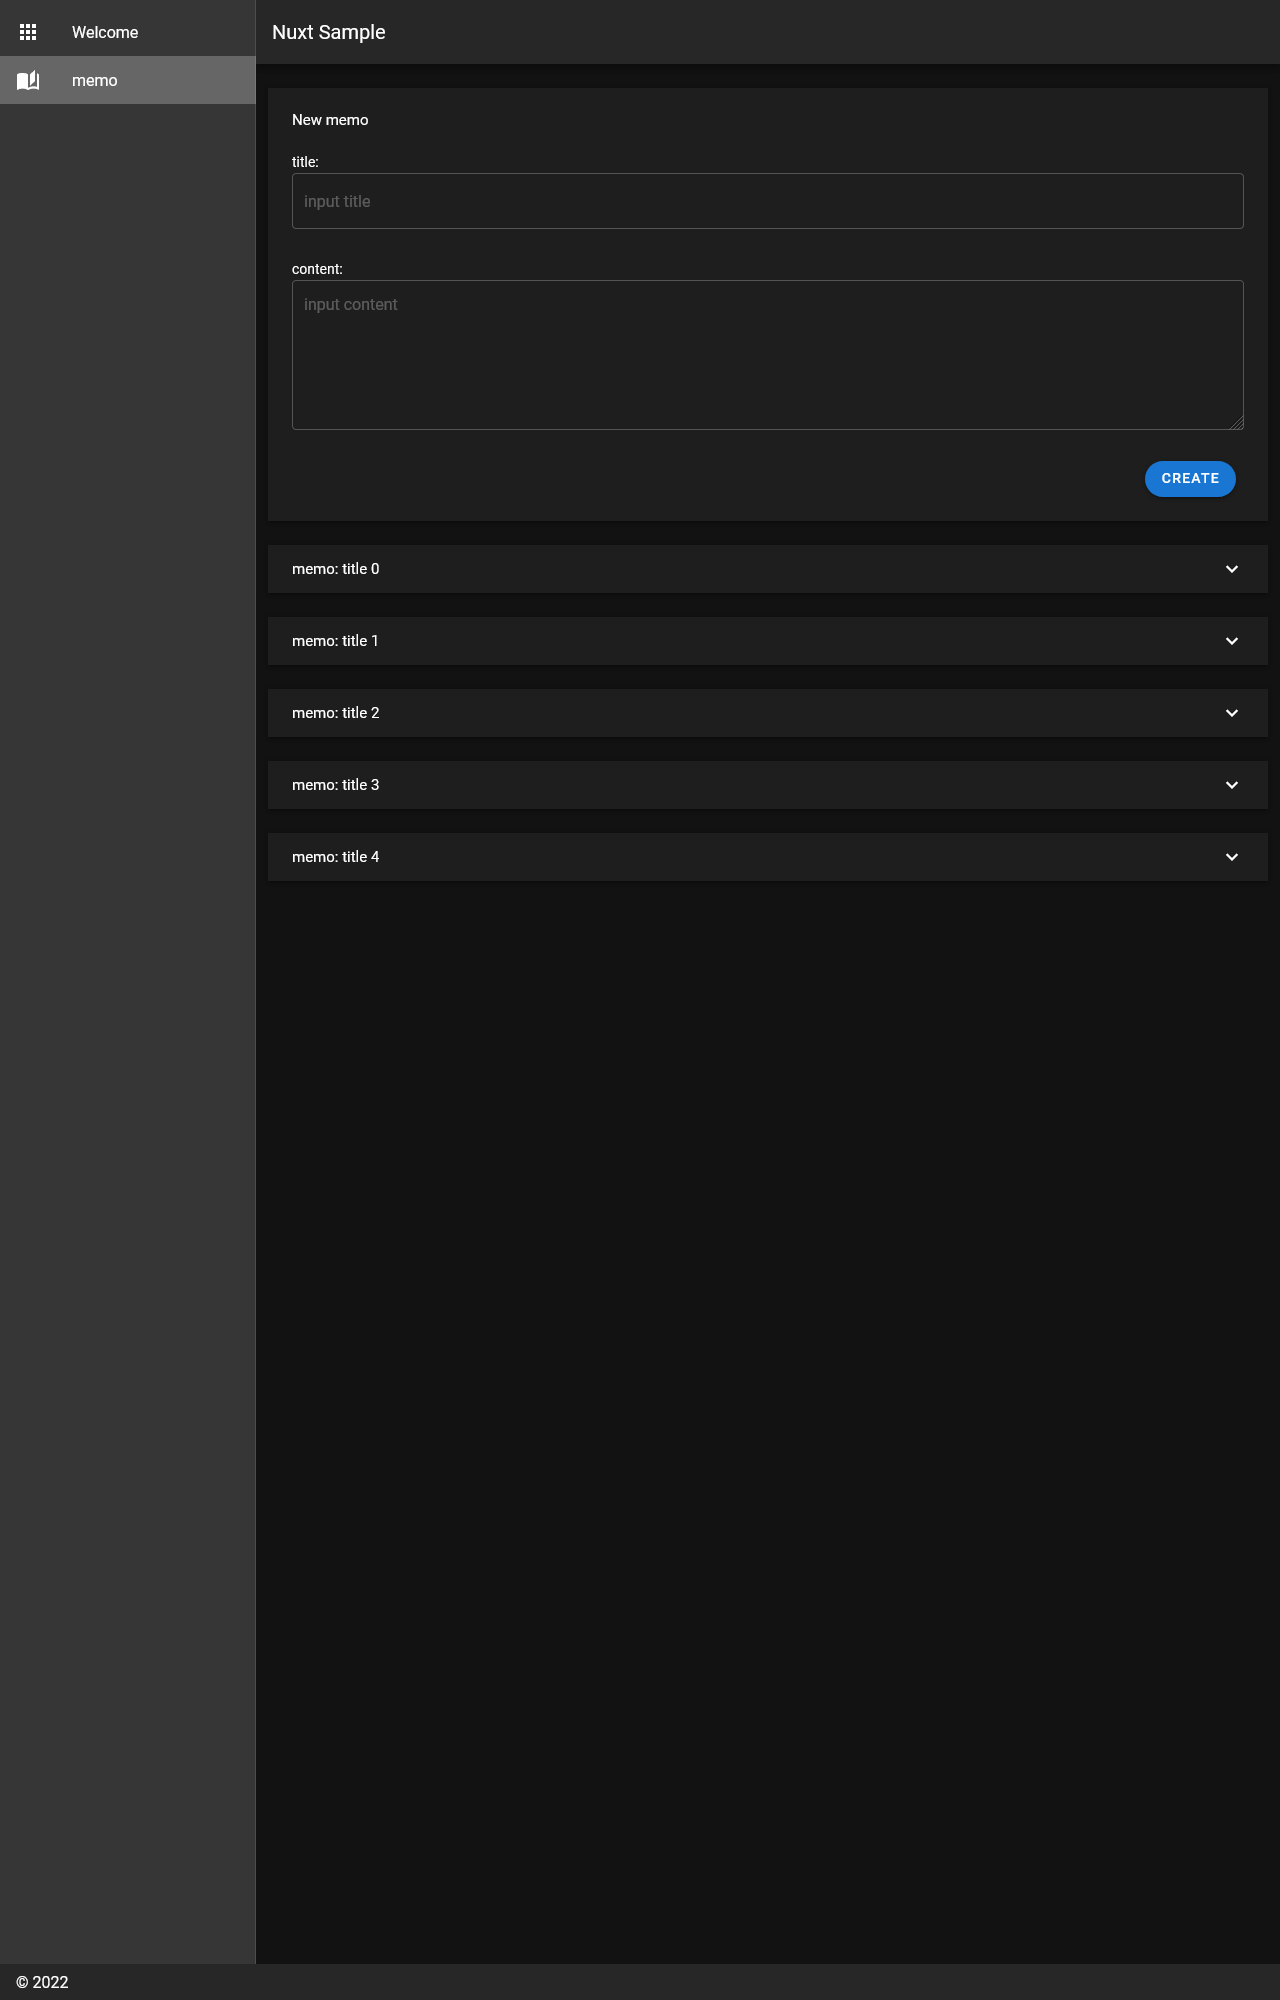 Welcome
memo
Nuxt Sample
New memo
title:
input title
content:
input content
CREATE
memo: title 0
memo: title 1
memo: title 2
memo: title 3
memo: title 4
© 2022